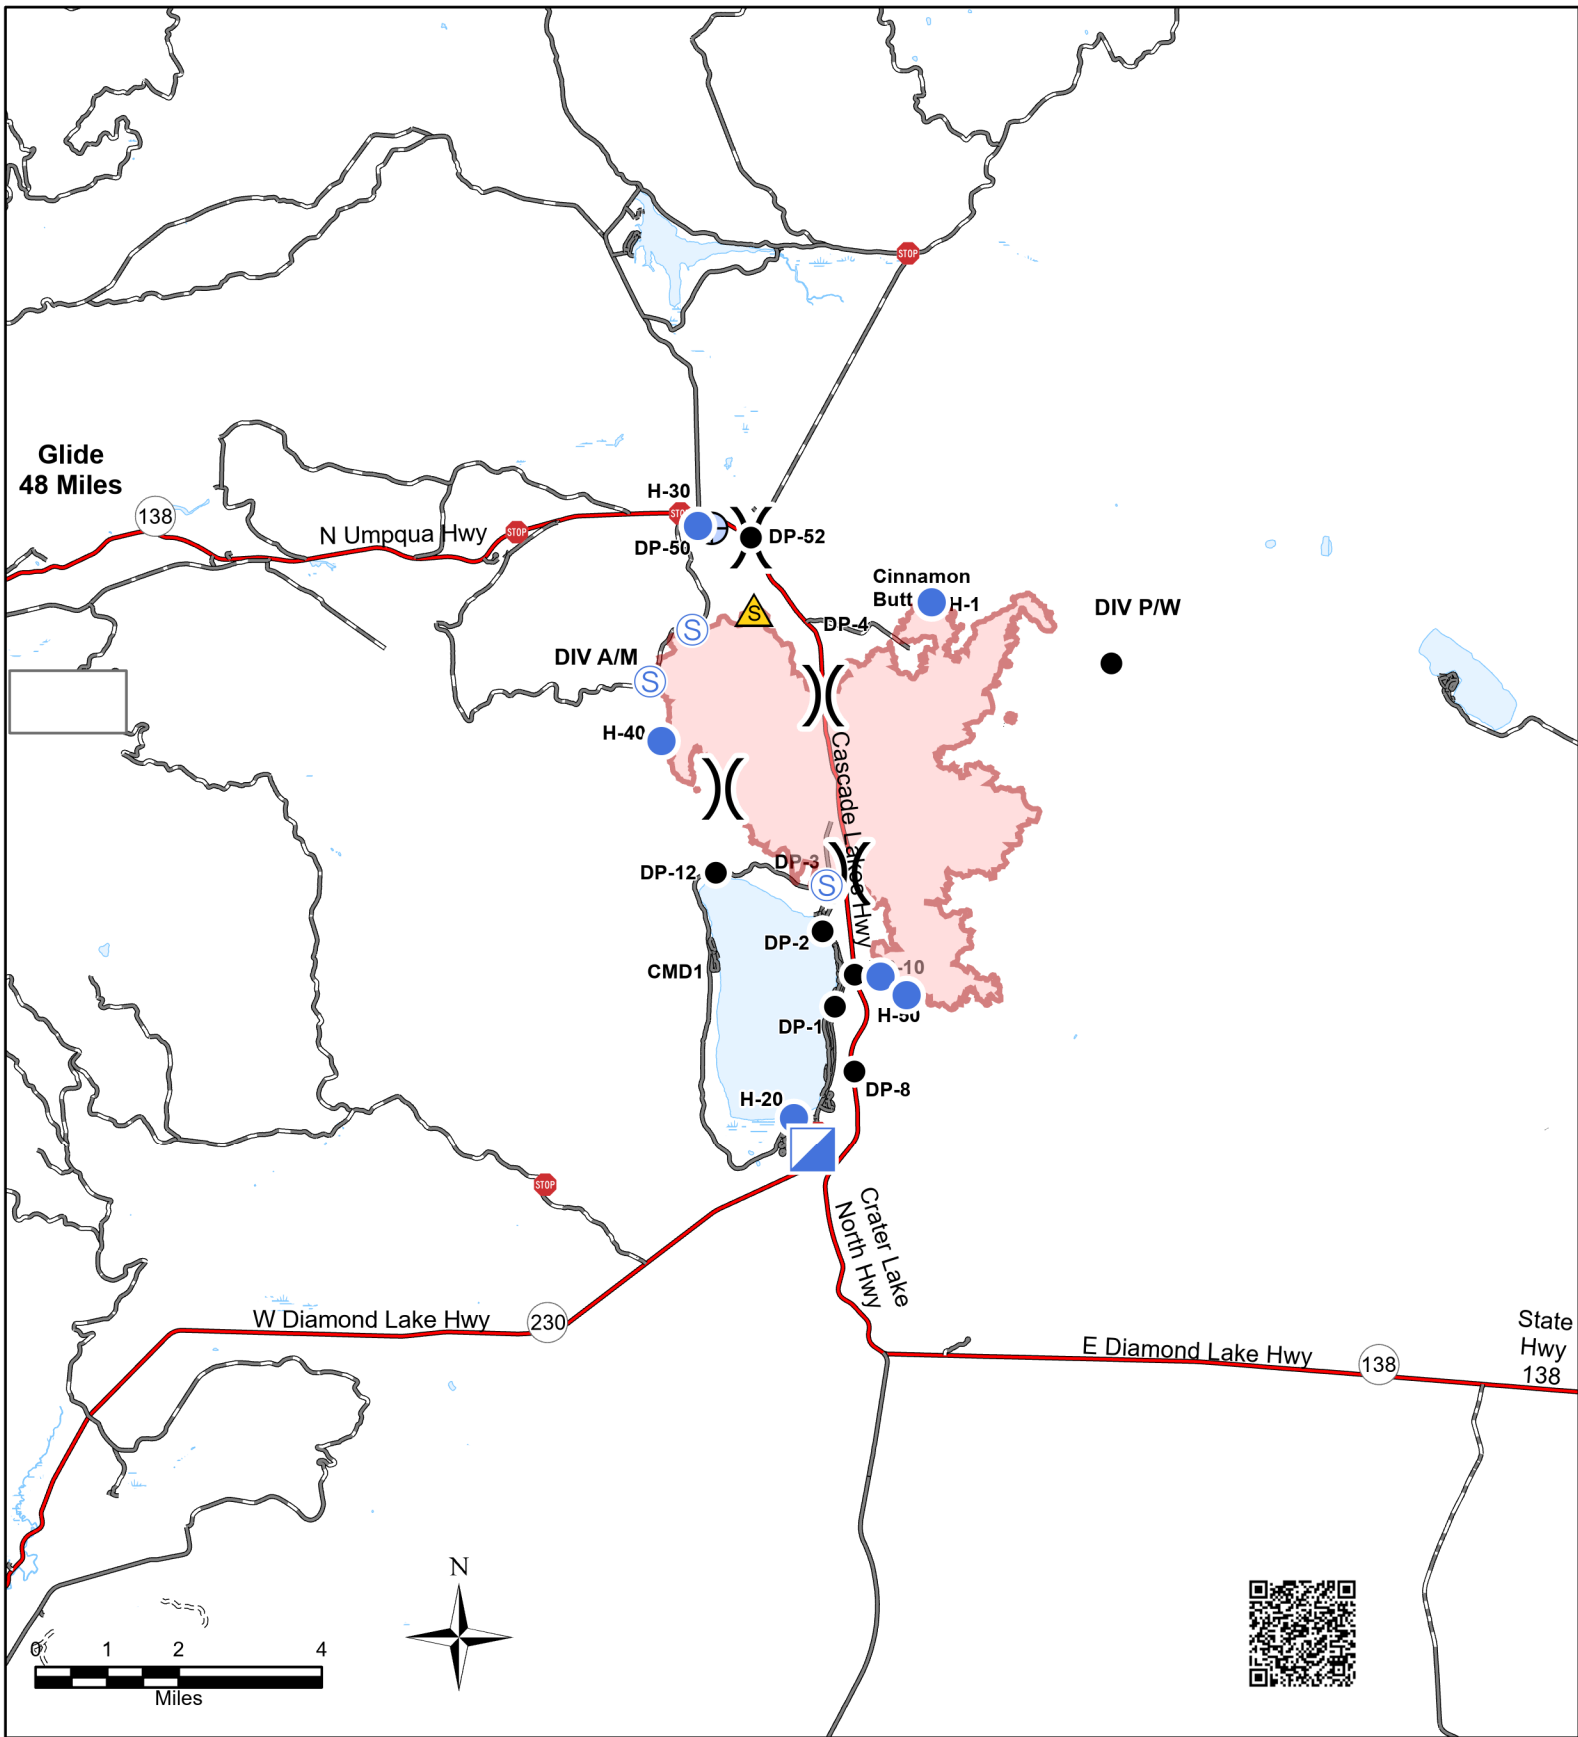 STOP
Glide
48 Miles
138
N Umpqua Hwy
STOP
H-30
DP-50
DP-52
Cinnamon
Butt
H-1
DP-4
S
S
DIV P/W
DIV A/M
S
H-40
Cascade Lakes Hwy
DP-3
S
DP-12
DP-2
CMD1
-10
H-50
DP-1
DP-8
H-20
STOP
Crater Lake
North Hwy
W Diamond Lake Hwy
230
E Diamond Lake Hwy
138
State
Hwy
138
N
0 1 2 4
Miles